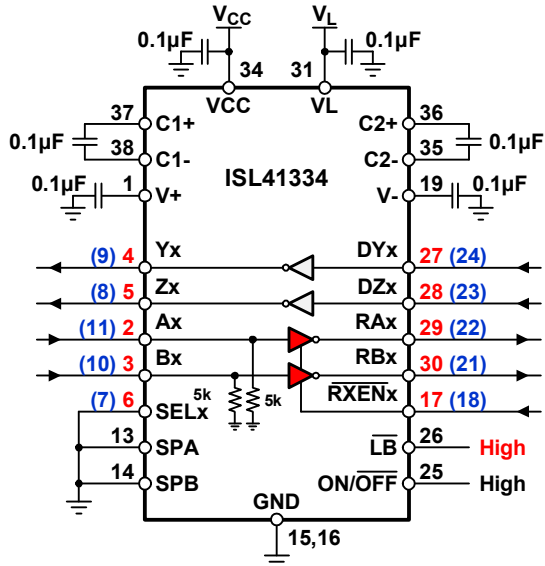 VCC VL
0.1µF 0.1µF
34 31
VCC VL
37 C1+ C2+ 36
0.1µF 0.1µF
38 C1- C2- 35
ISL41334
0.1µF 1 V+ V- 19 0.1µF
(9) 4 Yx DYx 27 (24)
(8) 5 Zx DZx 28 (23)
(11) 2 Ax RAx 29 (22)
(10) 3 Bx RBx 30 (21)
(7) 6 SELx 5k 5k R̅X̅E̅N̅x 17 (18)
13 SPA L̅B̅ 26 High
14 SPB ON/O̅F̅F̅ 25 High
GND
15,16